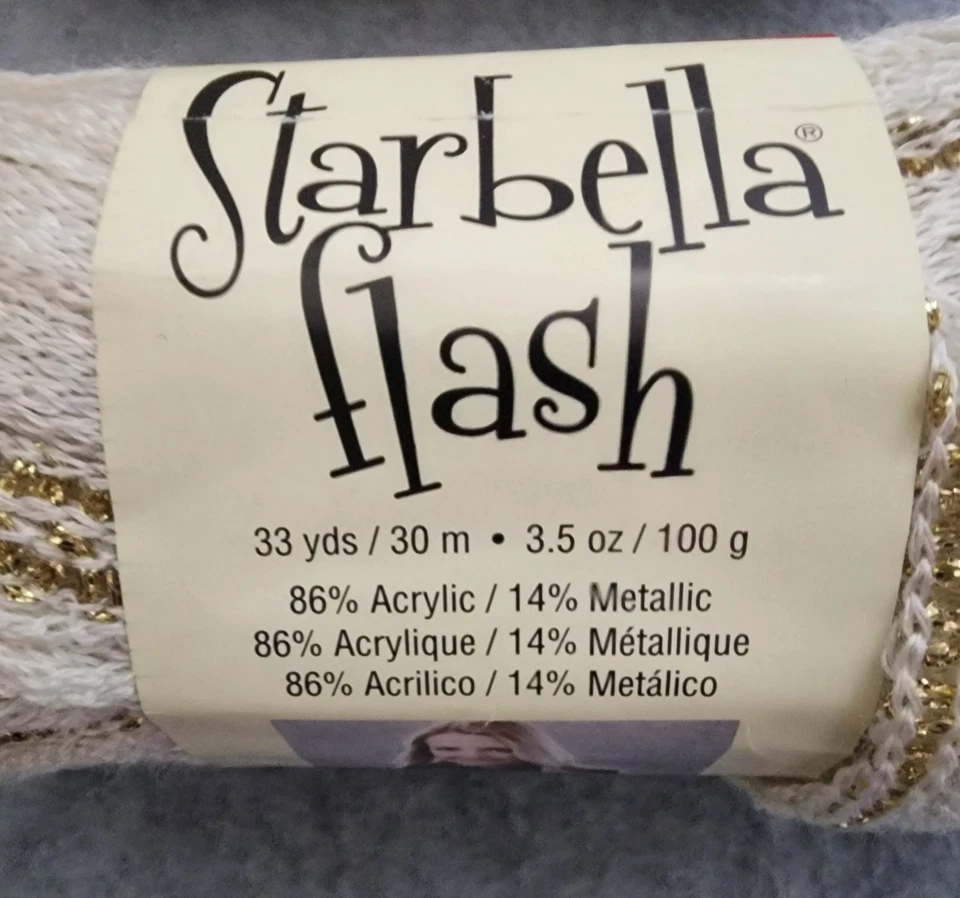 Starbella®
flash
33 yds / 30 m • 3.5 oz / 100 g
86% Acrylic / 14% Metallic
86% Acrylique / 14% Métallique
86% Acrilico / 14% Metálico